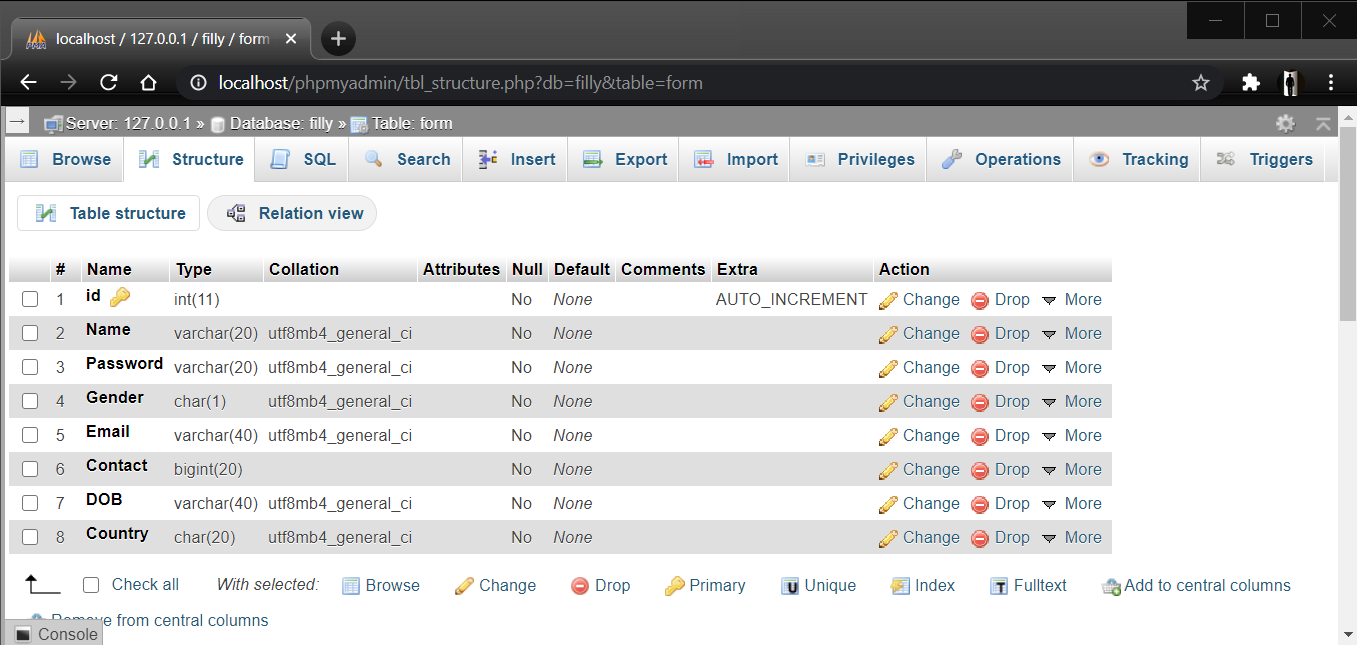 localhost / 127.0.0.1 / filly / form
localhost/phpmyadmin/tbl_structure.php?db=filly&table=form
Server: 127.0.0.1 » Database: filly » Table: form
Browse Structure SQL Search Insert Export Import Privileges Operations Tracking Triggers
Table structure Relation view
# Name Type Collation Attributes Null Default Comments Extra Action
1 id int(11) No None AUTO_INCREMENT Change Drop More
2 Name varchar(20) utf8mb4_general_ci No None Change Drop More
3 Password varchar(20) utf8mb4_general_ci No None Change Drop More
4 Gender char(1) utf8mb4_general_ci No None Change Drop More
5 Email varchar(40) utf8mb4_general_ci No None Change Drop More
6 Contact bigint(20) No None Change Drop More
7 DOB varchar(40) utf8mb4_general_ci No None Change Drop More
8 Country char(20) utf8mb4_general_ci No None Change Drop More
Check all With selected: Browse Change Drop Primary Unique Index Fulltext Add to central columns
Remove from central columns
Console